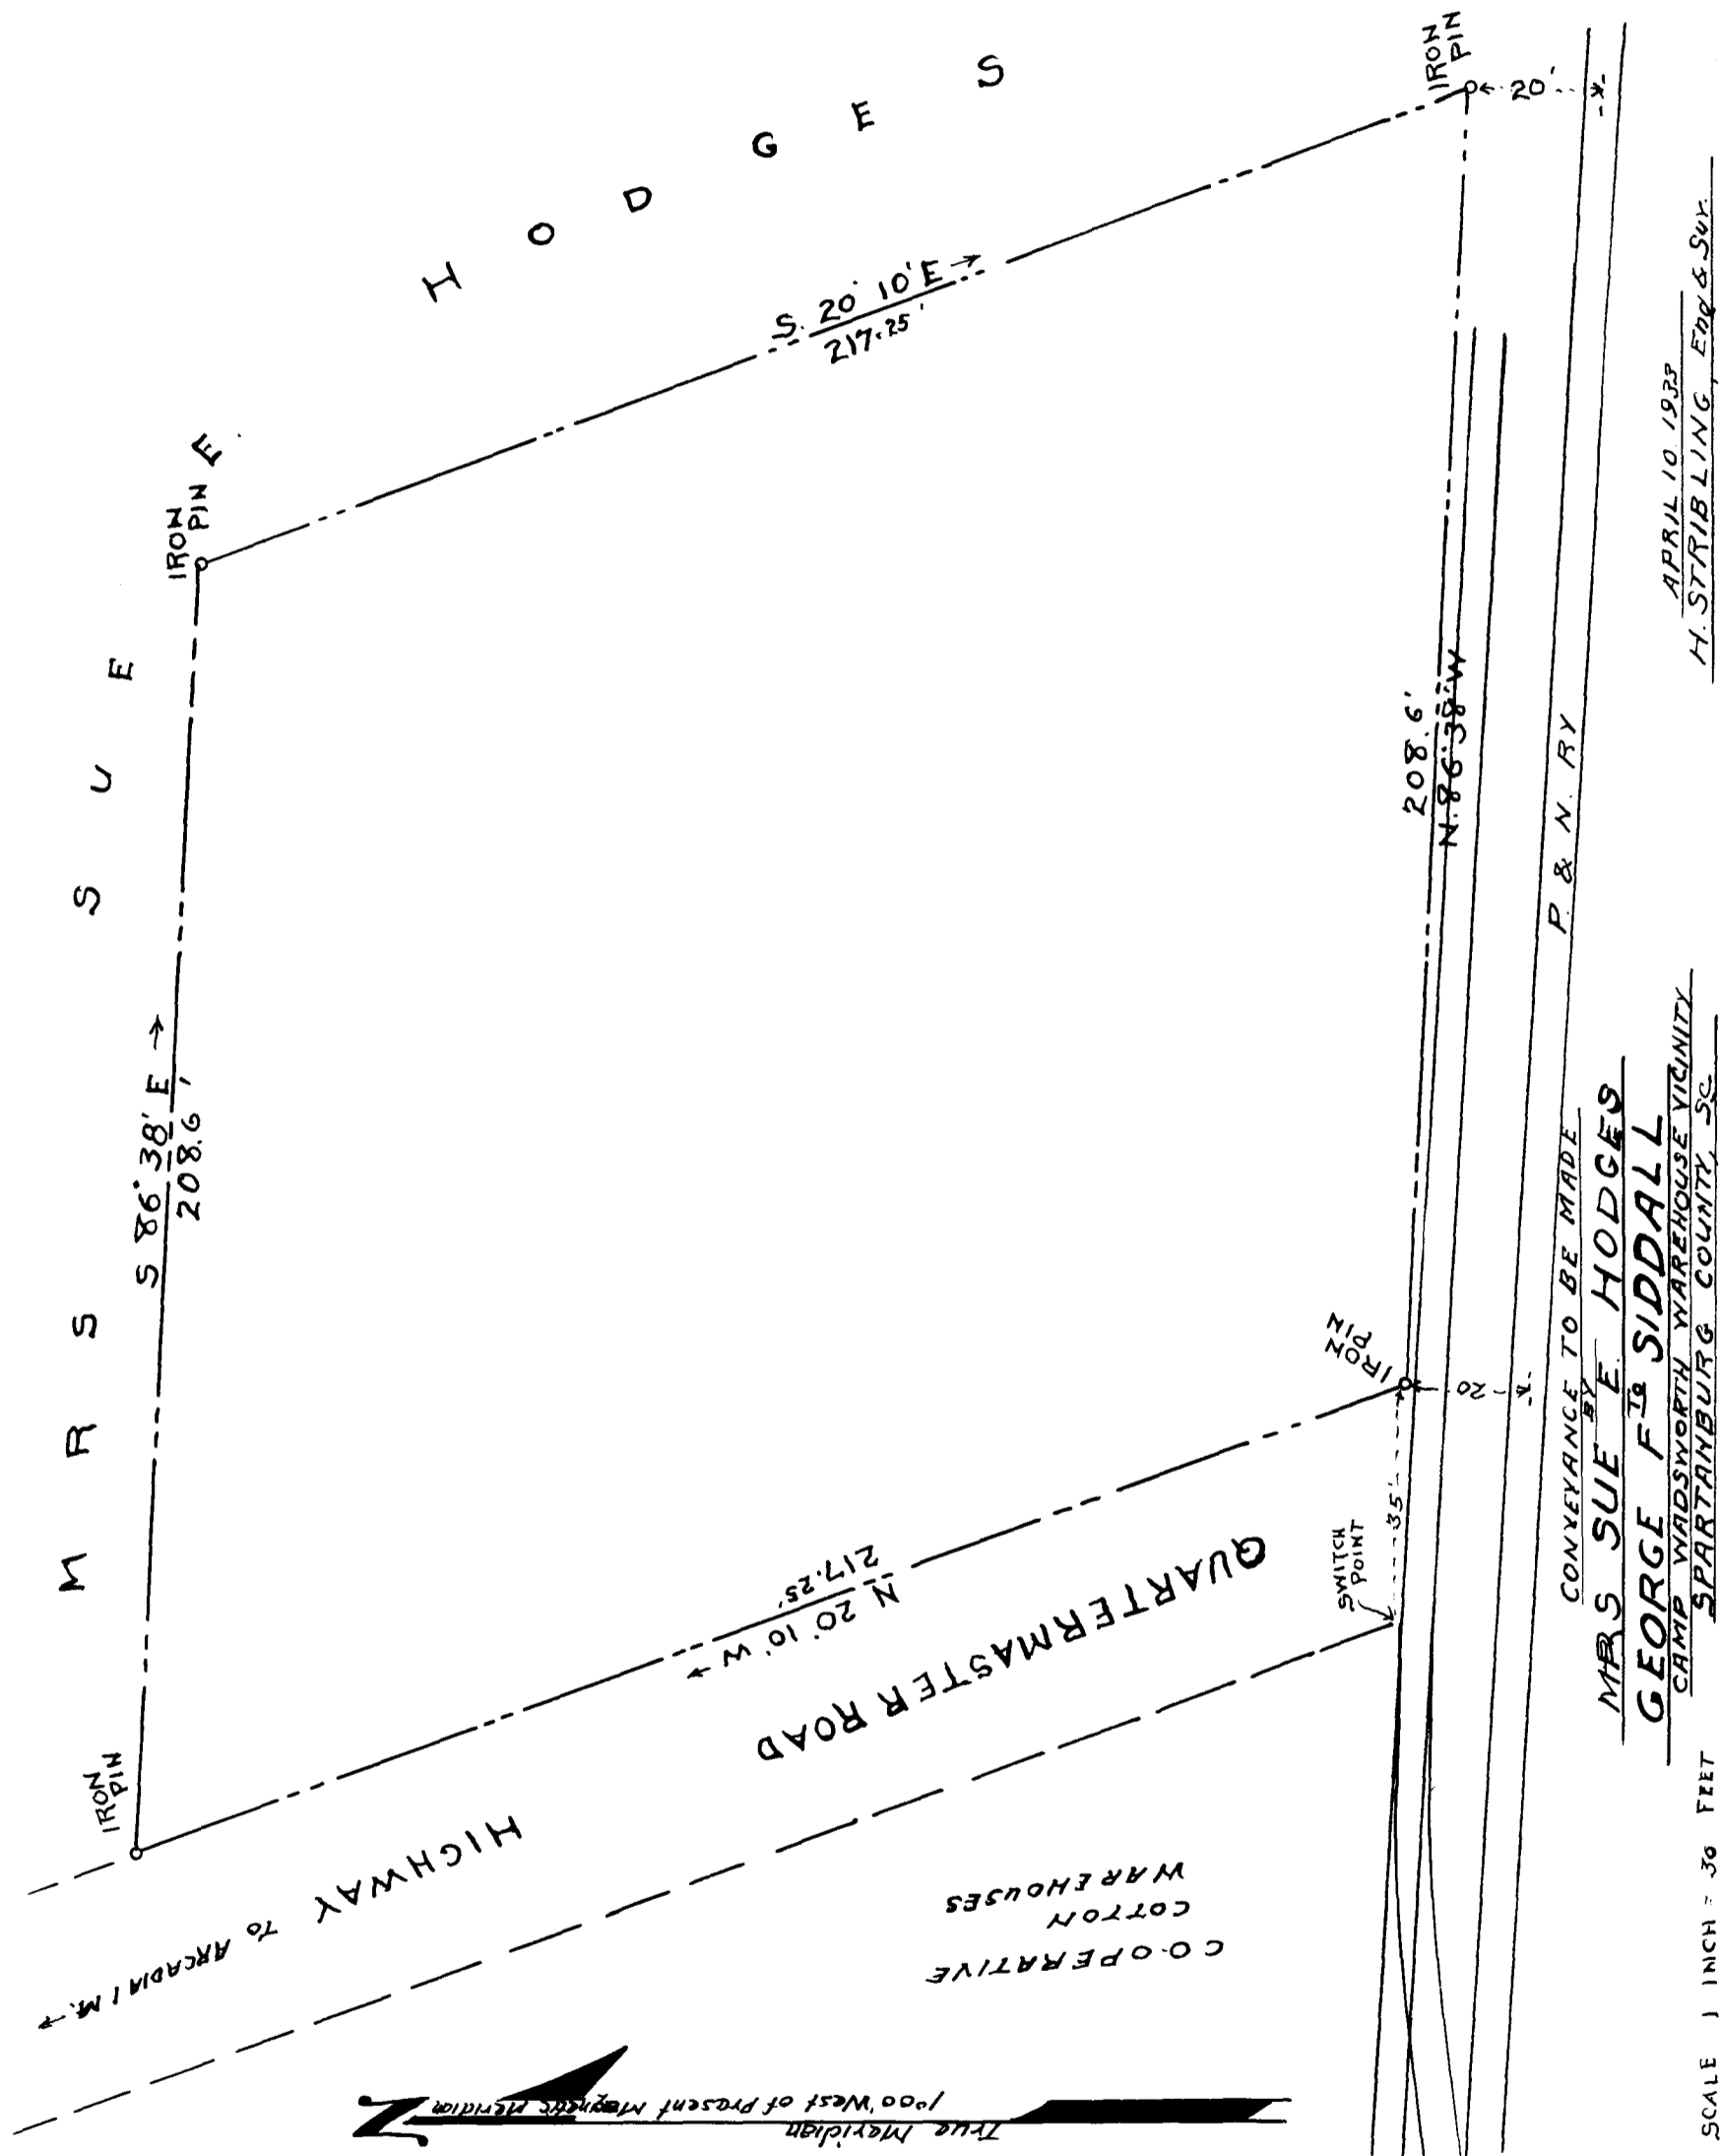 MRS SUE E.
HODGES
IRON
PIN
S 86° 38' E →
208.6'
IRON
PIN
S. 20° 10' E →
217.25'
IRON
PIN
20'
208.6'
N. 86° 38' W
IRON
PIN
20
35'
SWITCH
POINT
N 20° 10' W →
217.25'
QUARTERMASTER ROAD
HIGHWAY
TO ARCADIA 1 M. →
CO-OPERATIVE
COTTON
WAREHOUSES
True Meridian
1°00' West of Present Magnetic Meridian
P. & N. RY
CONVEYANCE TO BE MADE
BY
MRS SUE E. HODGES
TO
GEORGE F SIDDALL
CAMP WADSWORTH WAREHOUSE VICINITY
SPARTANBURG COUNTY, SC.
SCALE 1 INCH = 30 FEET
APRIL 10 1933
H. STRIBLING, Eng & Sur.